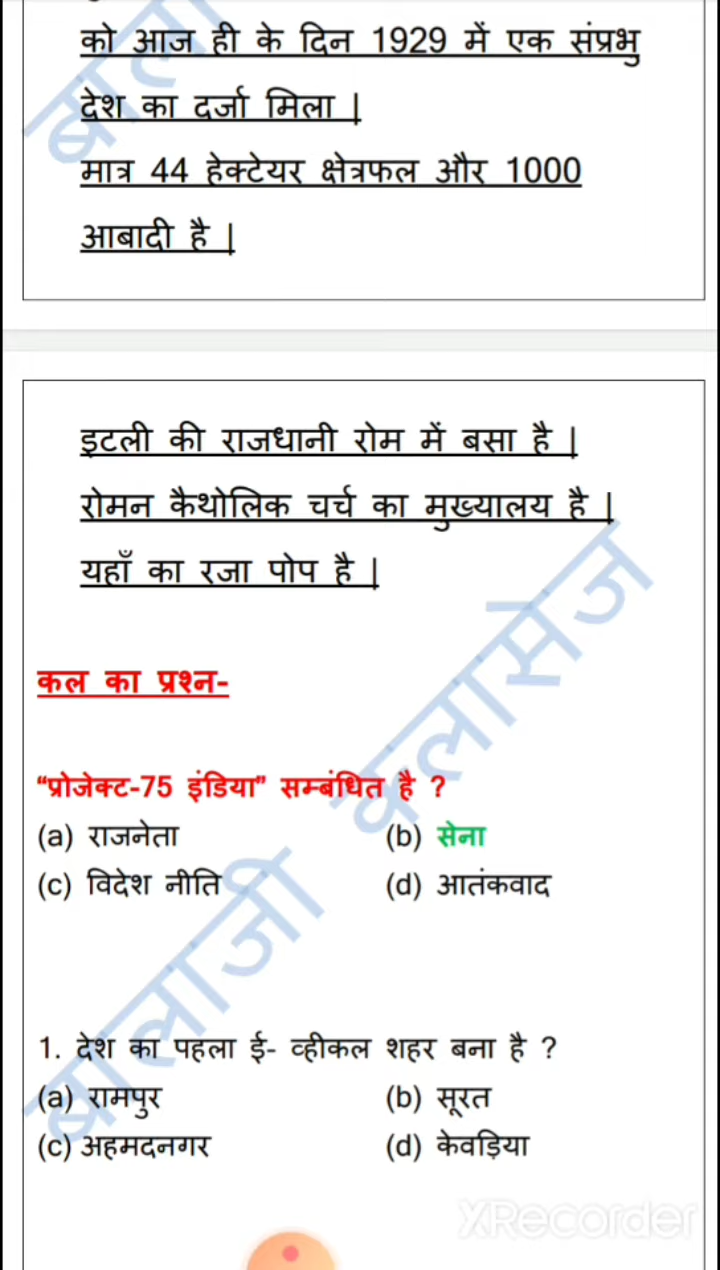 को आज ही के दिन 1929 में एक संप्रभु
देश का दर्जा मिला |
मात्र 44 हेक्टेयर क्षेत्रफल और 1000
आबादी है |
इटली की राजधानी रोम में बसा है |
रोमन कैथोलिक चर्च का मुख्यालय है |
यहाँ का रजा पोप है |
कल का प्रश्न-
“प्रोजेक्ट-75 इंडिया” सम्बंधित है ?
(a) राजनेता (b) सेना
(c) विदेश नीति (d) आतंकवाद
1. देश का पहला ई- व्हीकल शहर बना है ?
(a) रामपुर (b) सूरत
(c) अहमदनगर (d) केवड़िया
बालाजी क्लासेज
XRecorder